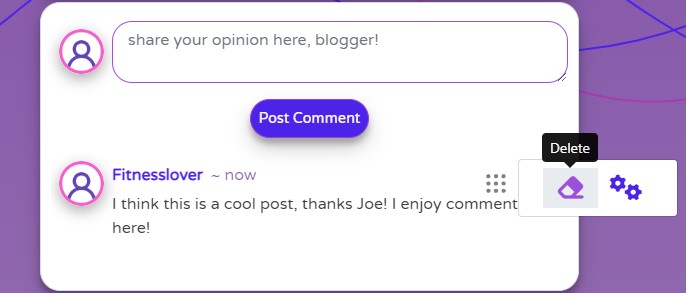 share your opinion here, blogger!
Post Comment
Delete
Fitnesslover ~ now
I think this is a cool post, thanks Joe! I enjoy comment
here!